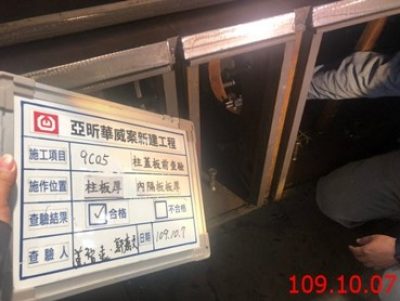 亞昕華威案新建工程
施工項目 9C05 柱蓋板前查驗
施作位置 柱板厚 內隔板板厚
查驗結果 合格 不合格
查驗人 日期 109.10.7
109.10.07